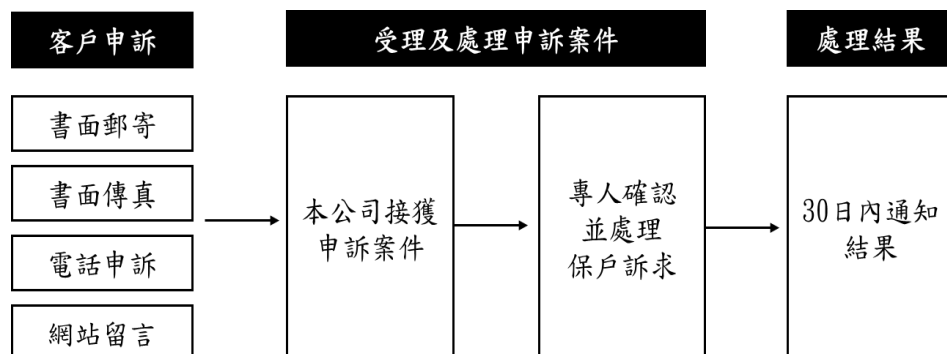 客戶申訴
受理及處理申訴案件
處理結果
書面郵寄
書面傳真
電話申訴
網站留言
本公司接獲
申訴案件
專人確認
並處理
保戶訴求
30日內通知
結果